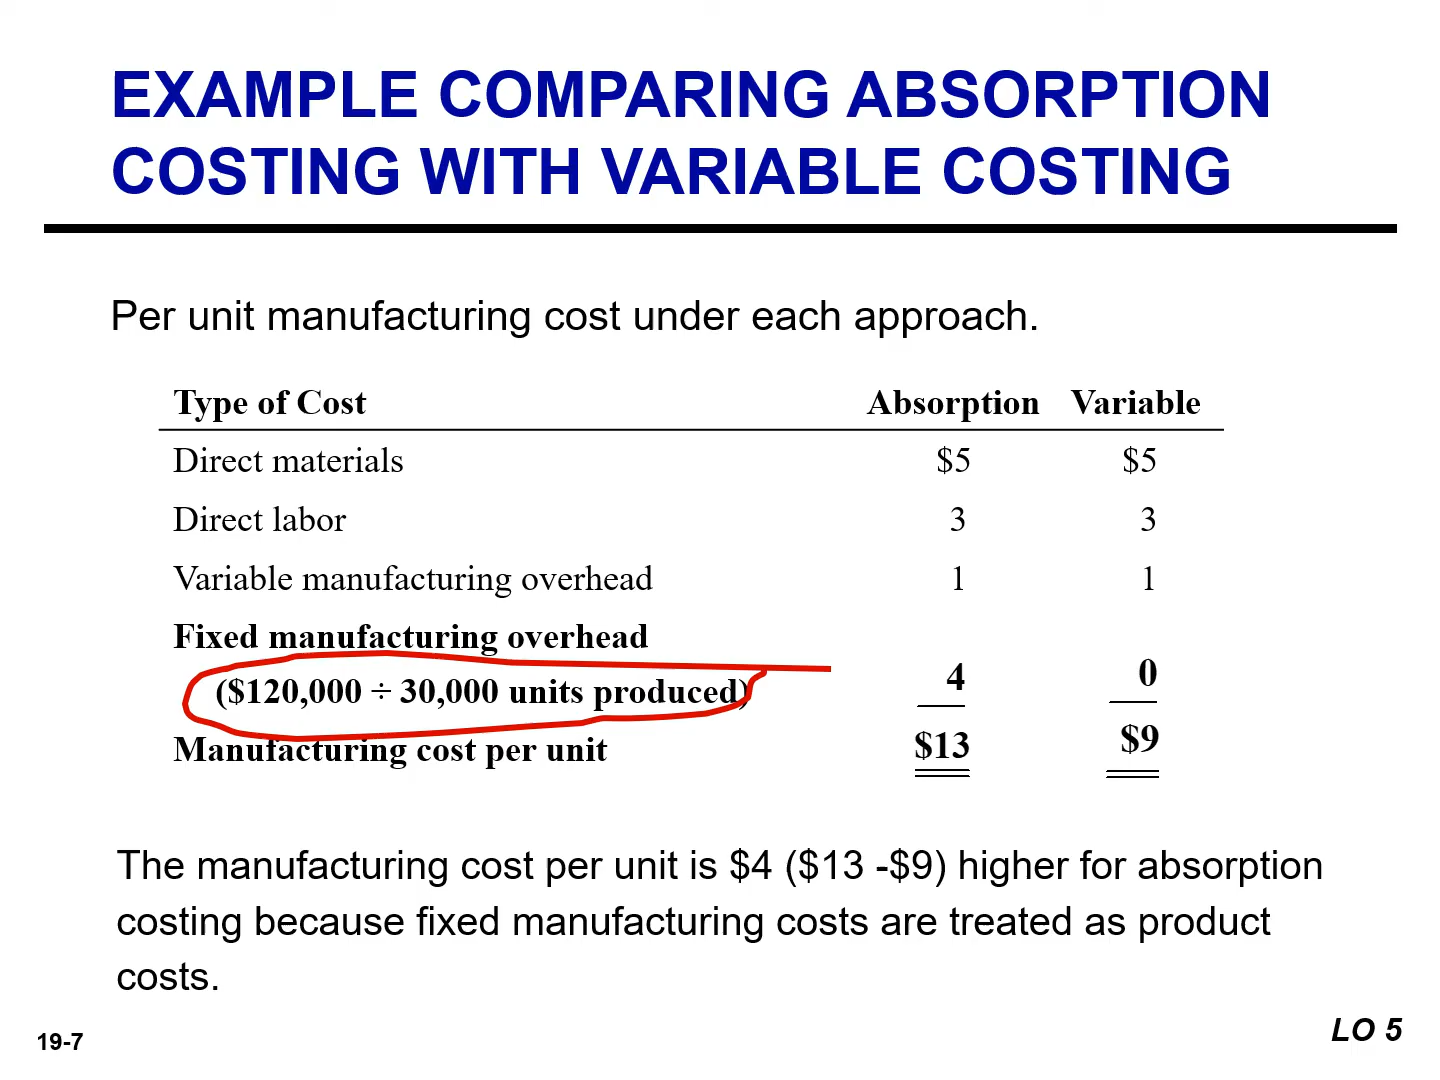 EXAMPLE COMPARING ABSORPTION
COSTING WITH VARIABLE COSTING
Per unit manufacturing cost under each approach.
Type of Cost Absorption Variable
Direct materials $5 $5
Direct labor 3 3
Variable manufacturing overhead 1 1
Fixed manufacturing overhead
($120,000 ÷ 30,000 units produced) 4 0
Manufacturing cost per unit $13 $9
The manufacturing cost per unit is $4 ($13 -$9) higher for absorption
costing because fixed manufacturing costs are treated as product
costs.
19-7 LO 5